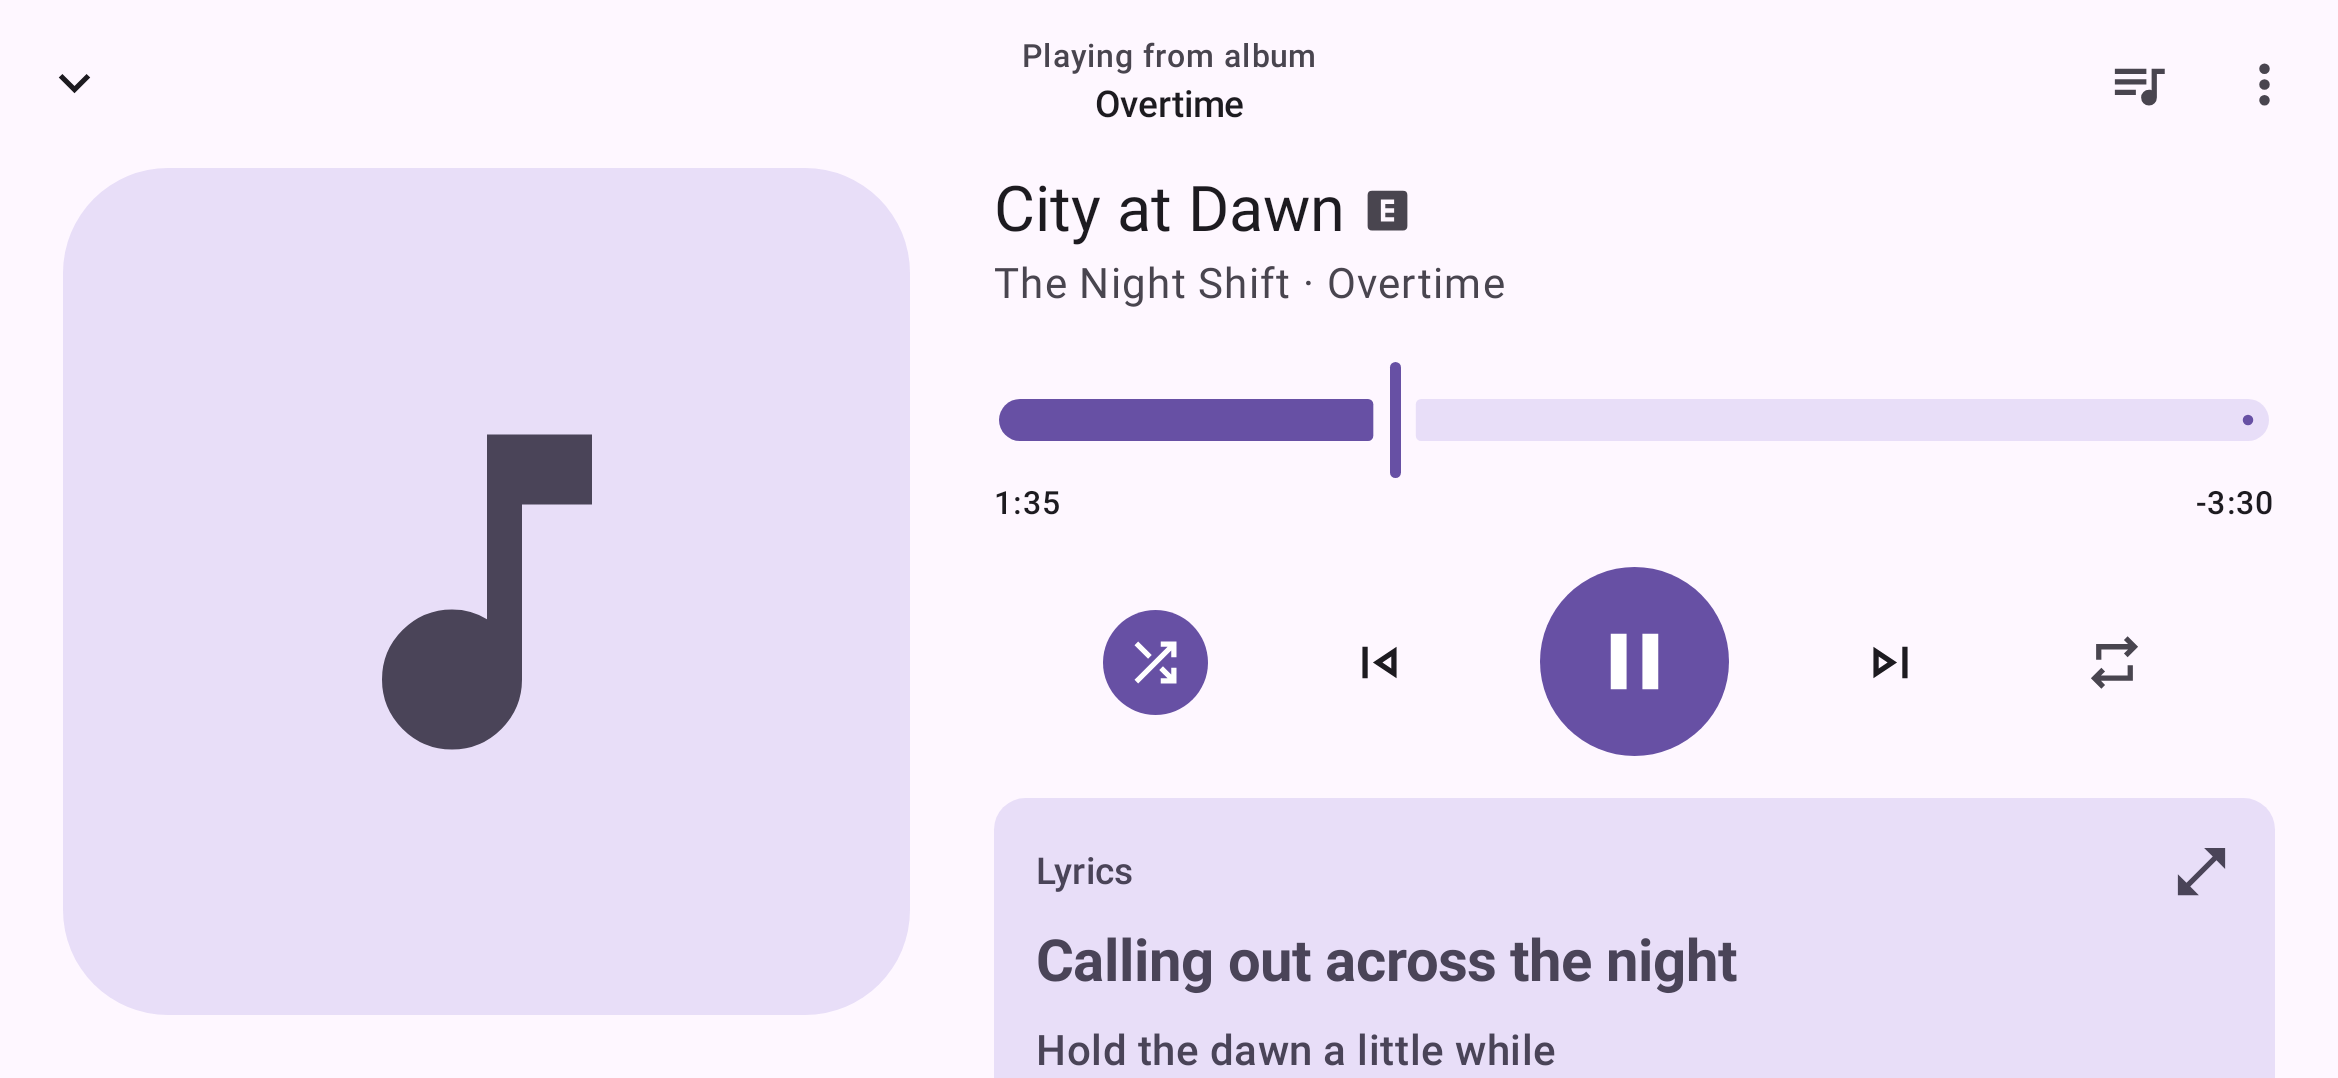 Playing from album
Overtime
City at Dawn E
The Night Shift · Overtime
1:35
-3:30
Lyrics
Calling out across the night
Hold the dawn a little while